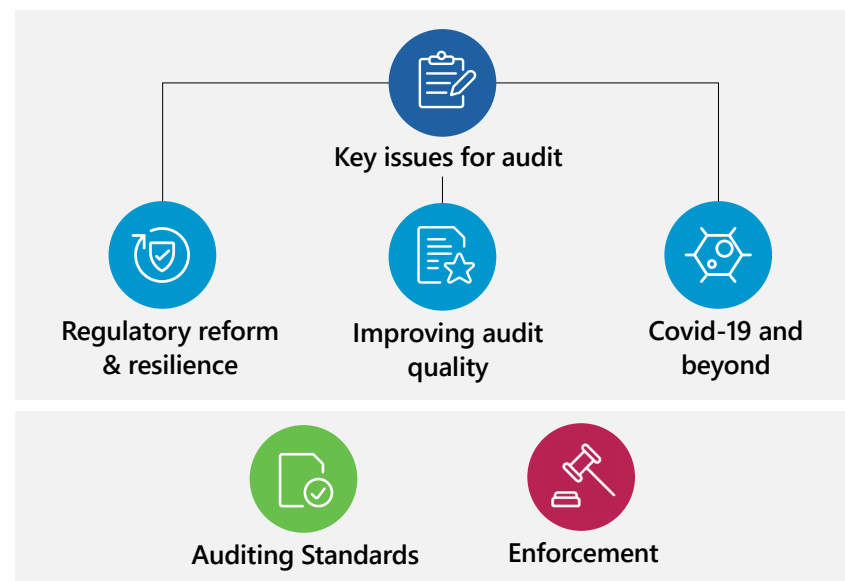 Key issues for audit
Regulatory reform
& resilience
Improving audit
quality
Covid-19 and
beyond
Auditing Standards
Enforcement